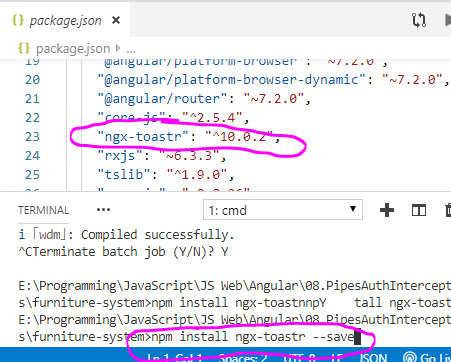 package.json
package.json > ...
19 "@angular/platform-browser": "~7.2.0",
20 "@angular/platform-browser-dynamic": "~7.2.0",
21 "@angular/router": "~7.2.0",
22 "core-js": "^2.5.4",
23 "ngx-toastr": "^10.0.2",
24 "rxjs": "~6.3.3",
25 "tslib": "^1.9.0",
26
TERMINAL ... 1: cmd
i 「wdm」: Compiled successfully.
^CTerminate batch job (Y/N)? Y
E:\Programming\JavaScript\JS Web\Angular\08.PipesAuthIntercept
s\furniture-system>npm install ngx-toastnnpY tall ngx-toast
E:\Programming\JavaScript\JS Web\Angular\08.PipesAuthIntercept
s\furniture-system>npm install ngx-toastr --save
Ln 1, Col 1 Spaces: 2 UTF-8 LF JSON Go Live